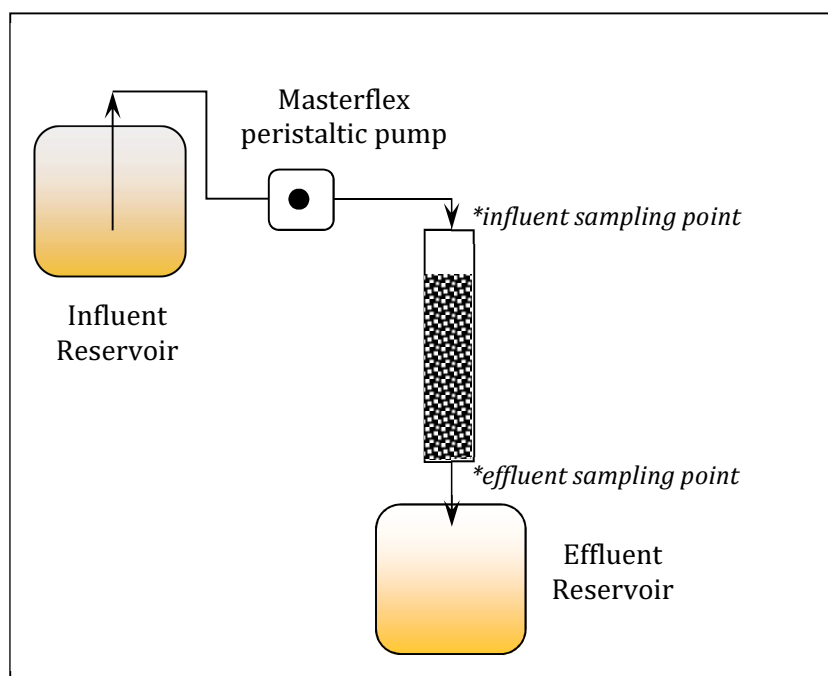 Masterflex
peristaltic pump
*influent sampling point
Influent
Reservoir
*effluent sampling point
Effluent
Reservoir